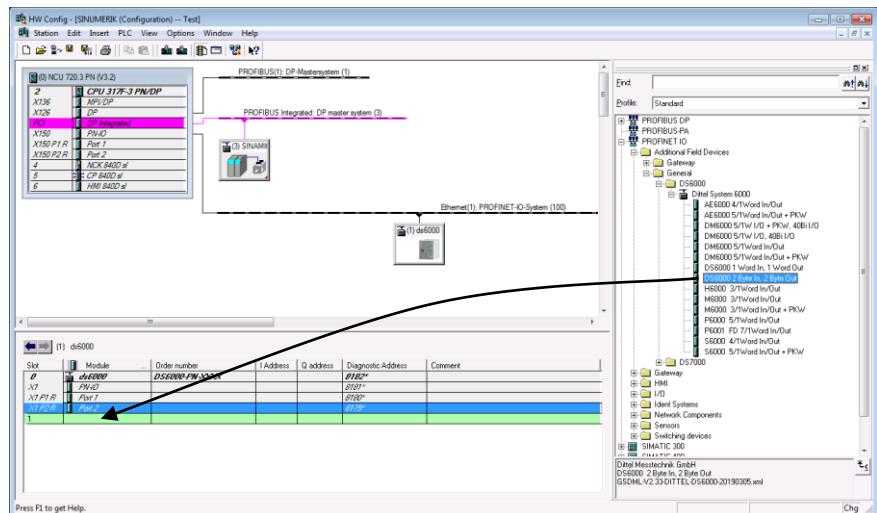 HW Config - [SINUMERIK (Configuration) -- Test]
Station Edit Insert PLC View Options Window Help
PROFIBUS(1): DP-Mastersystem (1)
(0) NCU 720.3 PN (V3.2)
2 CPU 317F-3 PN/DP
X136 MPI/DP
X126 DP
PCI DP Integrated
X150 PN-IO
X150 P1 R Port 1
X150 P2 R Port 2
4 NCK 840D sl
5 CP 840D sl
6 HMI 840D sl
PROFIBUS Integrated: DP master system (3)
(3) SINAMI
Ethernet(1): PROFINET-IO-System (100)
(1) ds6000
Find:
Profile: Standard
PROFIBUS DP
PROFIBUS-PA
PROFINET IO
Additional Field Devices
Gateway
General
DS6000
Dittel System 6000
AE6000 4/1Word In/Out
AE6000 5/1Word In/Out + PKW
DM6000 5/1W I/O + PKW, 40Bi I/O
DM6000 5/1W I/O, 40Bi I/O
DM6000 5/1Word In/Out
DM6000 5/1Word In/Out + PKW
DS6000 1 Word In, 1 Word Out
DS6000 2 Byte In, 2 Byte Out
H6000 3/1Word In/Out
M6000 3/1Word In/Out
M6000 3/1Word In/Out + PKW
P6000 5/1Word In/Out
P6001 FD 7/1Word In/Out
S6000 4/1Word In/Out
S6000 5/1Word In/Out + PKW
DS7000
Gateway
HMI
I/O
Ident Systems
Network Components
Sensors
Switching devices
SIMATIC 300
SIMATIC 400
Dittel Messtechnik GmbH
DS6000 2 Byte In, 2 Byte Out
GSDML-V2.33-DITTEL-DS6000-20190305.xml
(1) ds6000
Slot Module ... Order number I Address Q address Diagnostic Address Comment
0 ds6000 DS6000-PN-XXXX 8182*
X1 PN-IO 8181*
X1 P1 R Port 1 8180*
X1 P2 R Port 2 8179*
1
Press F1 to get Help.
Chg